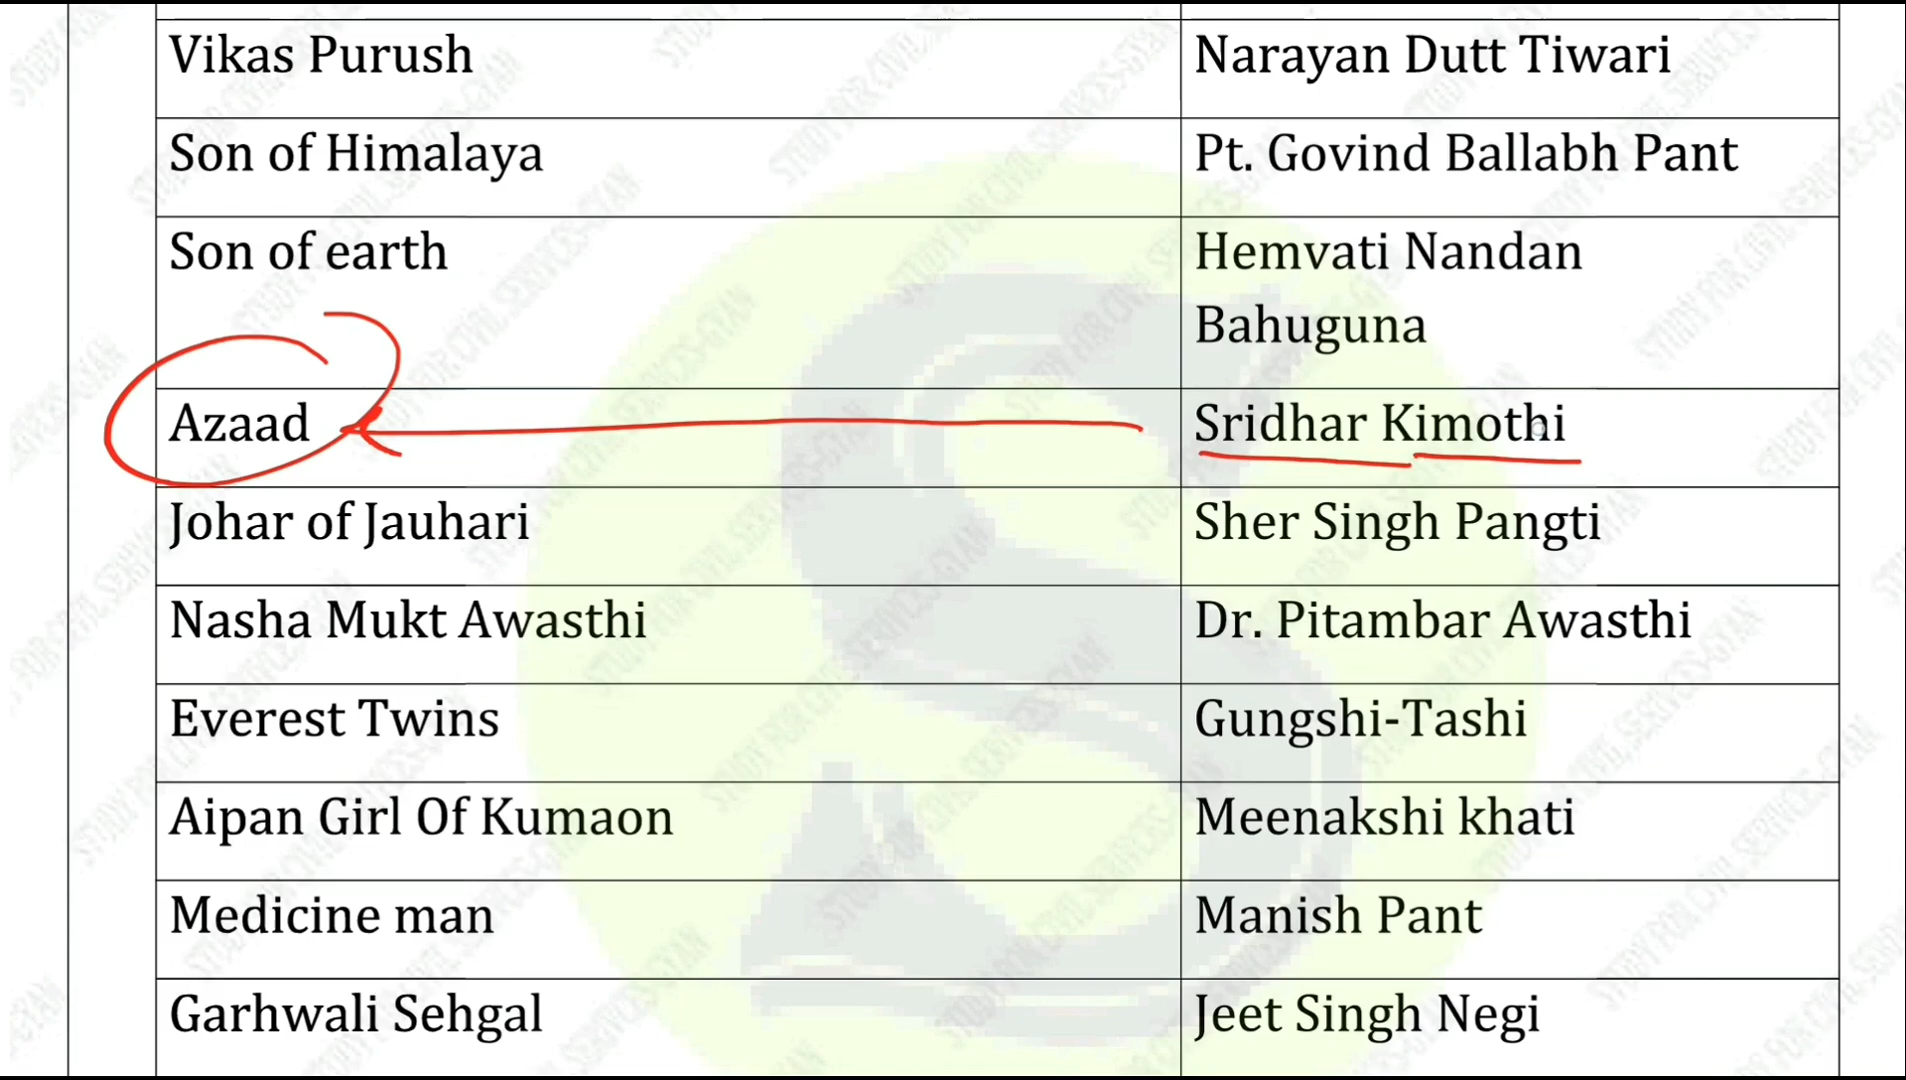 Vikas Purush Narayan Dutt Tiwari
Son of Himalaya Pt. Govind Ballabh Pant
Son of earth Hemvati Nandan
Bahuguna
Azaad Sridhar Kimothi
Johar of Jauhari Sher Singh Pangti
Nasha Mukt Awasthi Dr. Pitambar Awasthi
Everest Twins Gungshi-Tashi
Aipan Girl Of Kumaon Meenakshi khati
Medicine man Manish Pant
Garhwali Sehgal Jeet Singh Negi